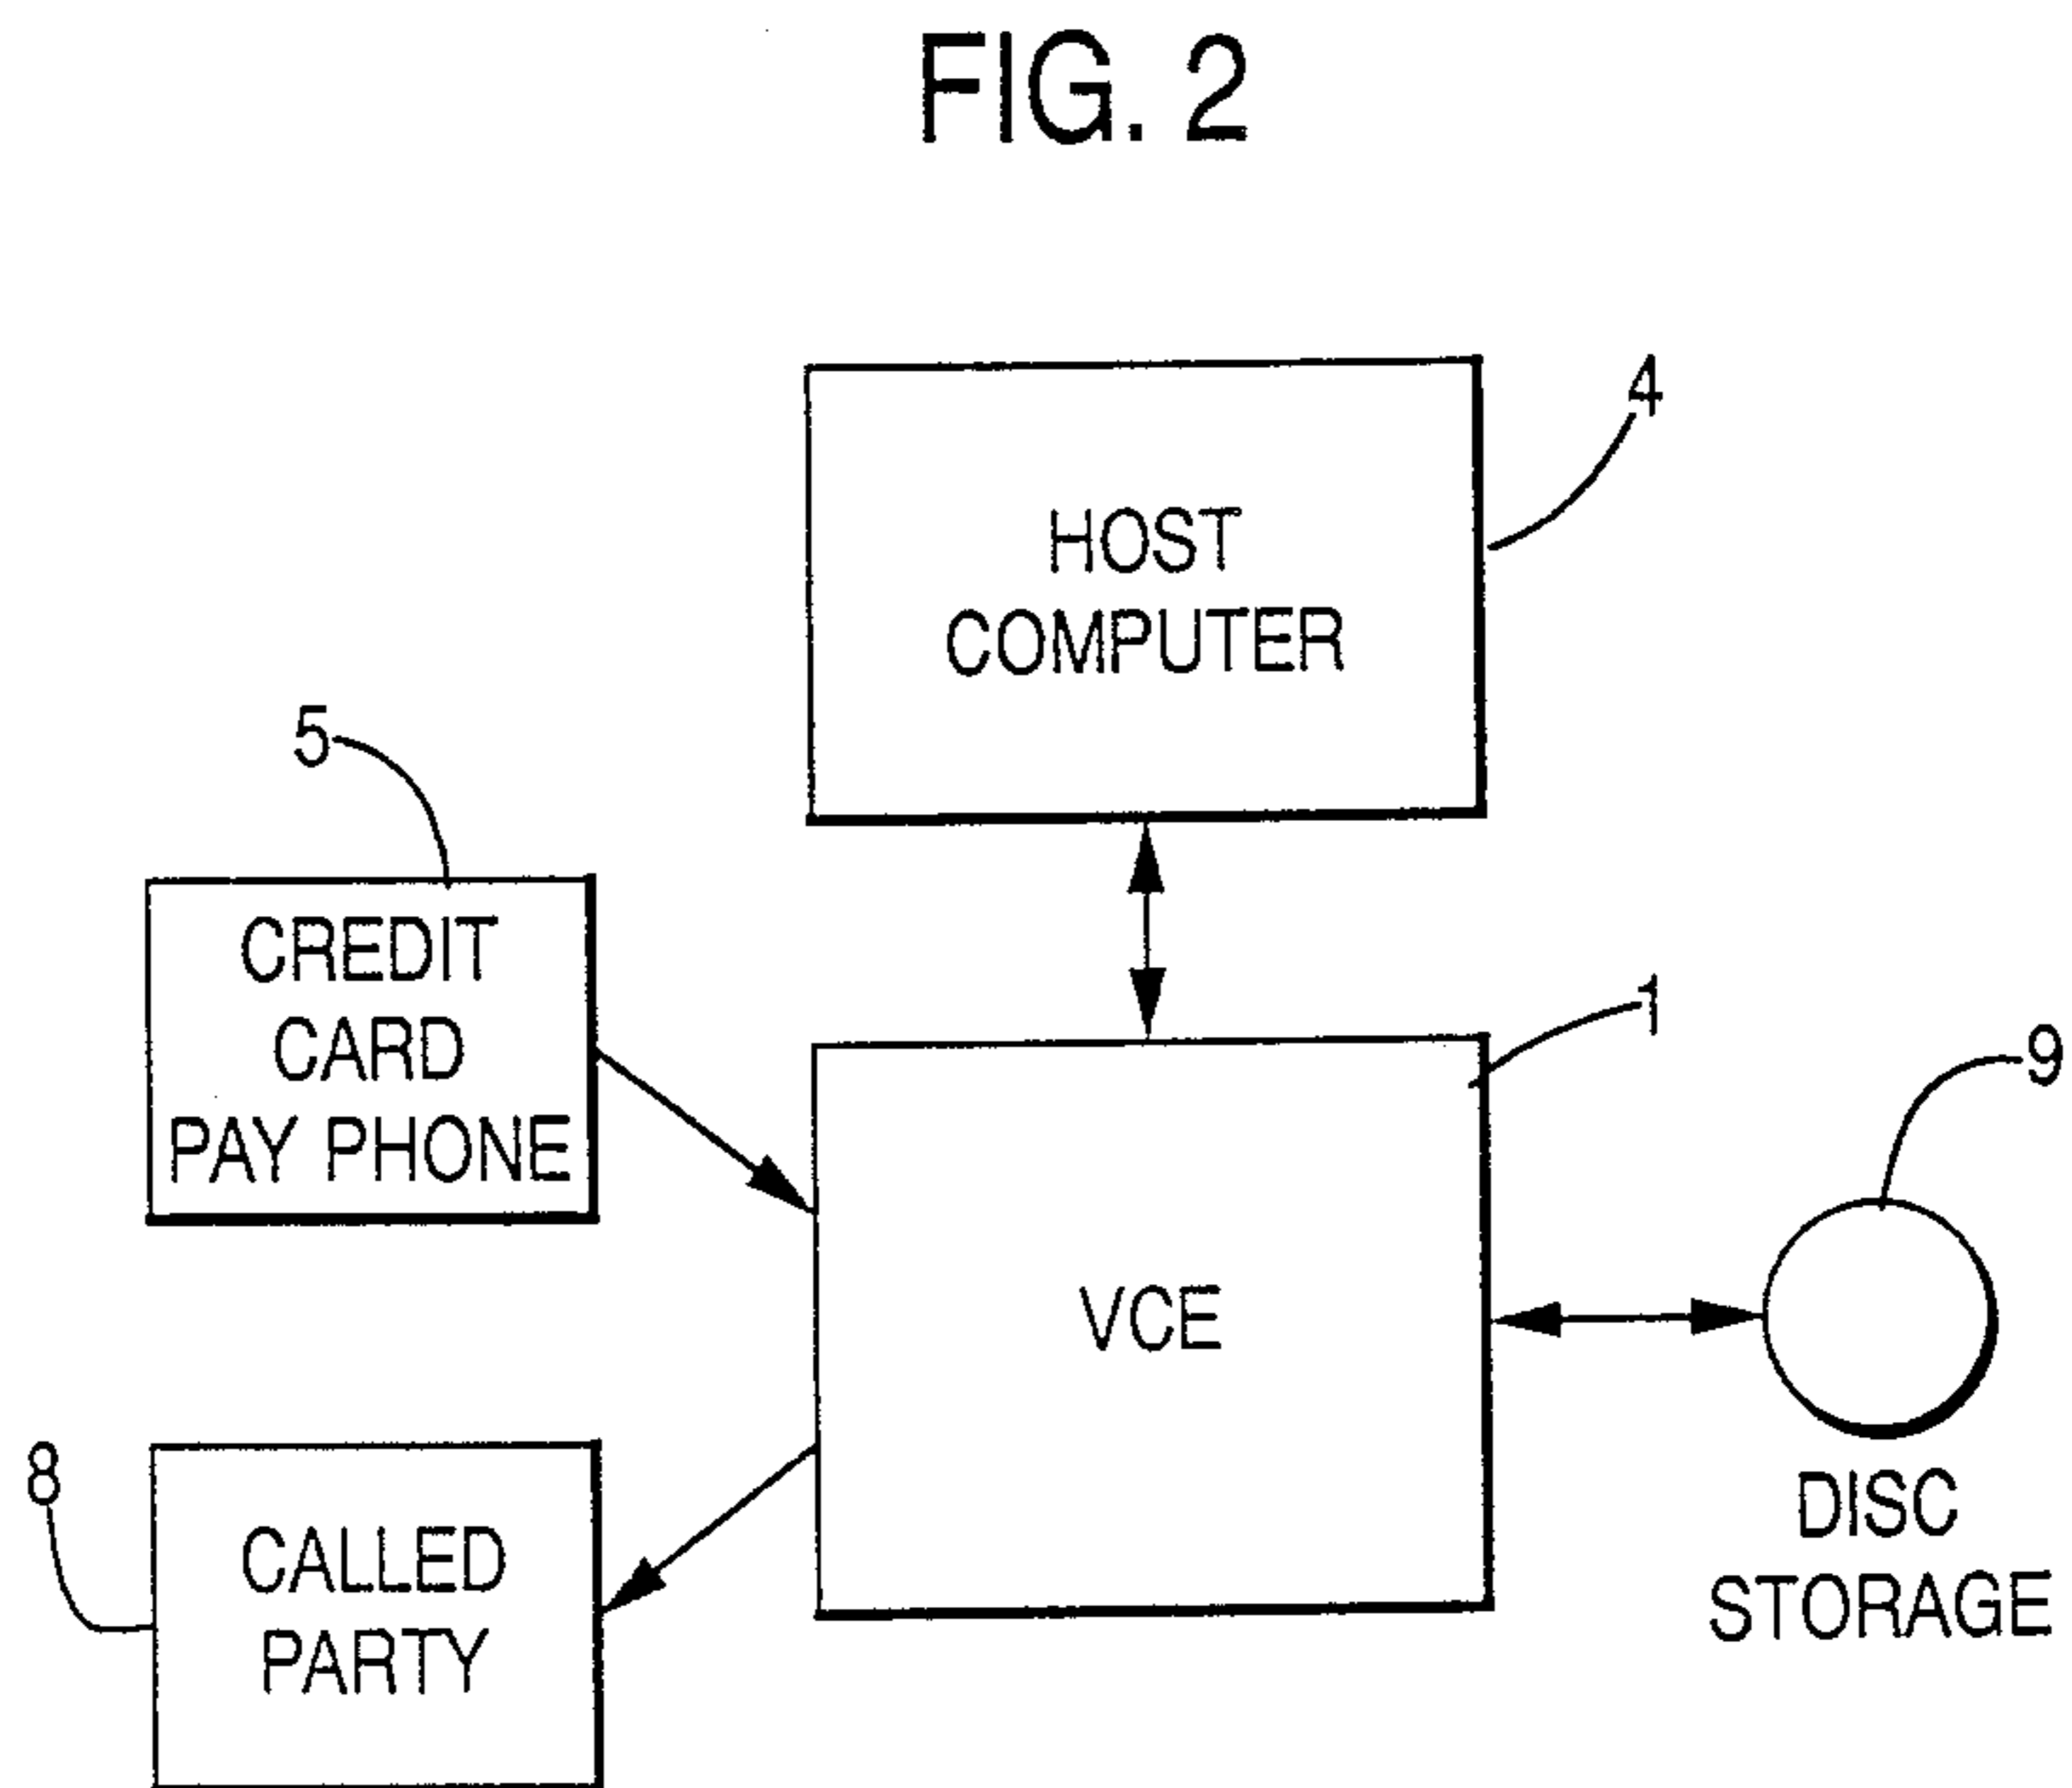 FIG. 2
4
HOST
COMPUTER
5
CREDIT
CARD
PAY PHONE
1
9
VCE
8
CALLED
PARTY
DISC
STORAGE